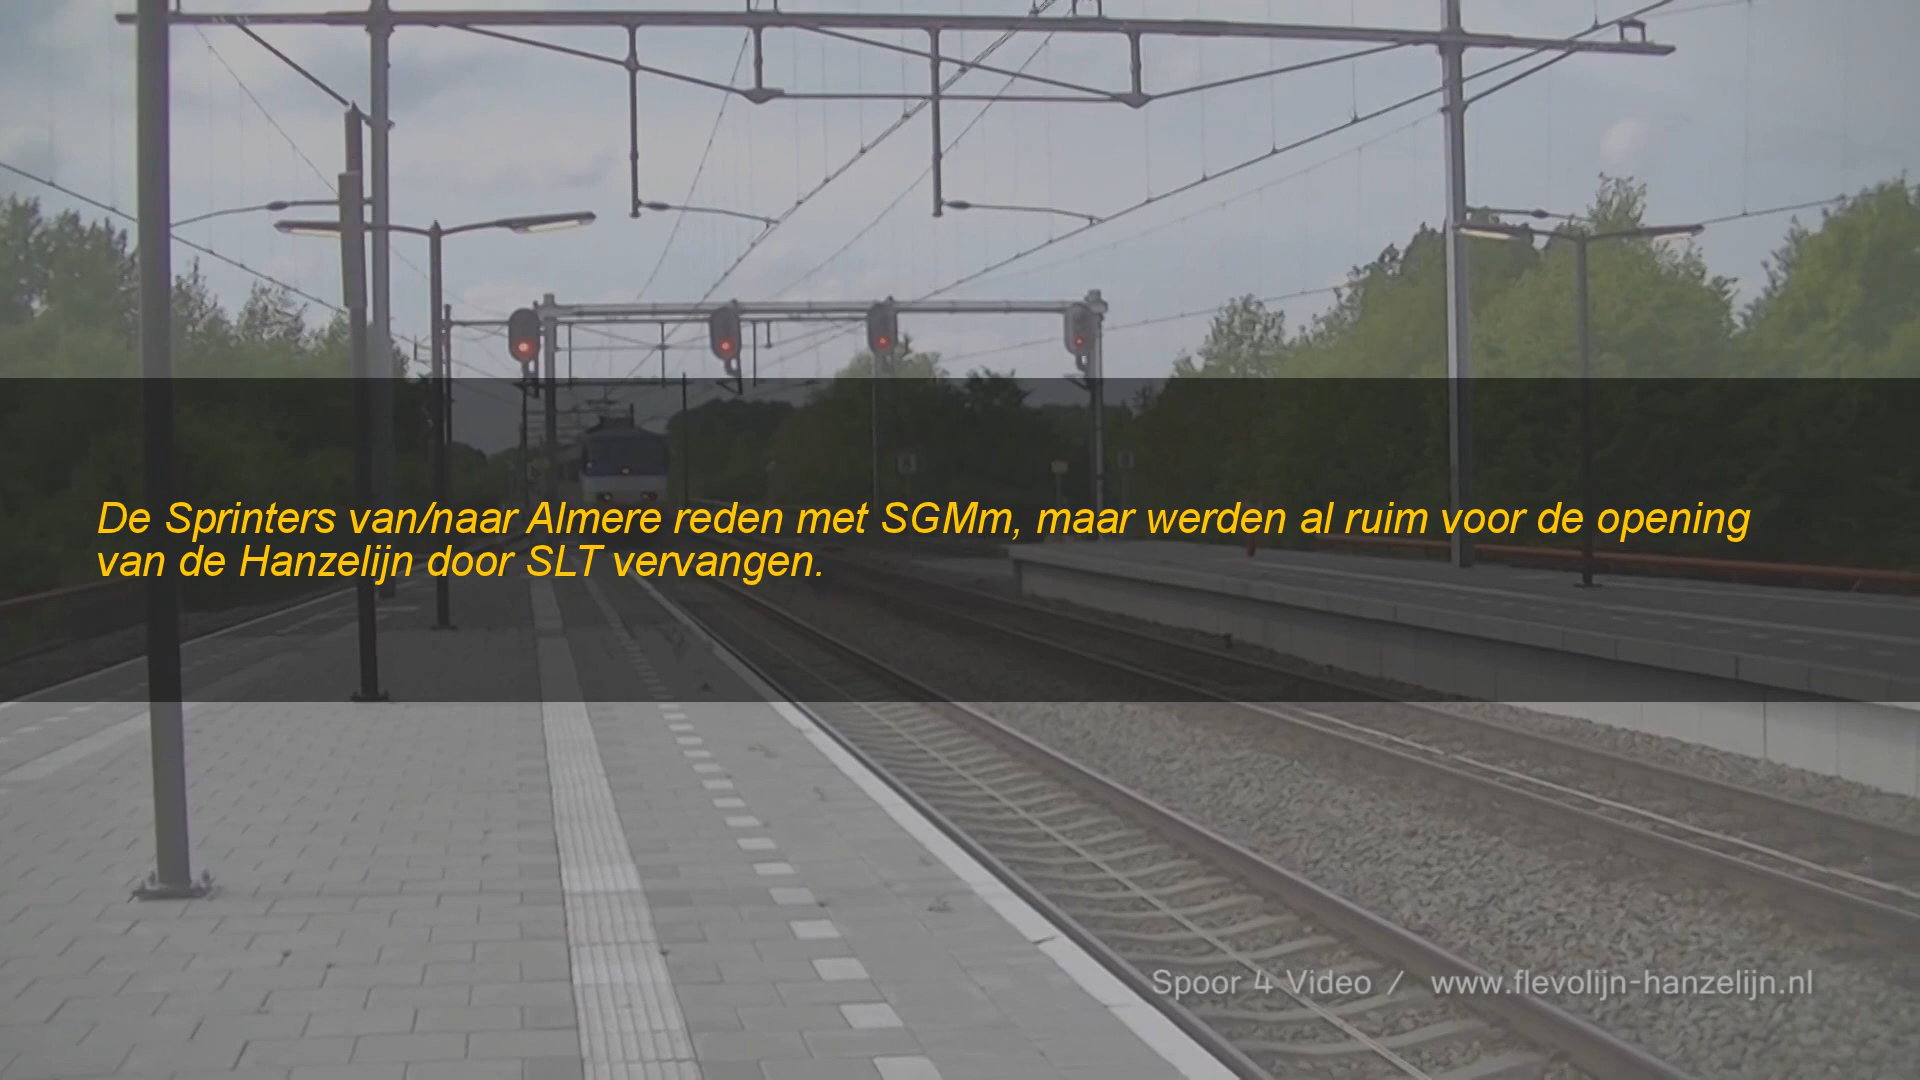 De Sprinters van/naar Almere reden met SGMm, maar werden al ruim voor de opening
van de Hanzelijn door SLT vervangen.
Spoor 4 Video / www.flevolijn-hanzelijn.nl